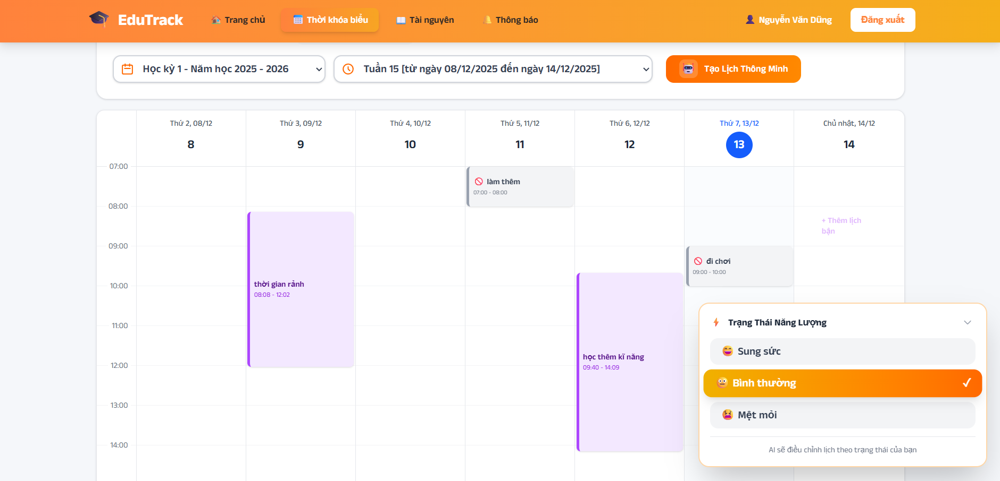 EduTrack
Trang chủ
Thời khóa biểu
Tài nguyên
Thông báo
Nguyễn Văn Dũng
Đăng xuất
Học kỳ 1 - Năm học 2025 - 2026
Tuần 15 [từ ngày 08/12/2025 đến ngày 14/12/2025]
Tạo Lịch Thông Minh
Thứ 2, 08/12
Thứ 3, 09/12
Thứ 4, 10/12
Thứ 5, 11/12
Thứ 6, 12/12
Thứ 7, 13/12
Chủ nhật, 14/12
8
9
10
11
12
13
14
07:00
làm thêm
07:00 - 08:00
08:00
+ Thêm lịch
bận
09:00
đi chơi
09:00 - 10:00
thời gian rảnh
08:08 - 12:02
10:00
11:00
học thêm kĩ năng
09:40 - 14:09
12:00
13:00
14:00
Trạng Thái Năng Lượng
Sung sức
Bình thường
Mệt mỏi
AI sẽ điều chỉnh lịch theo trạng thái của bạn